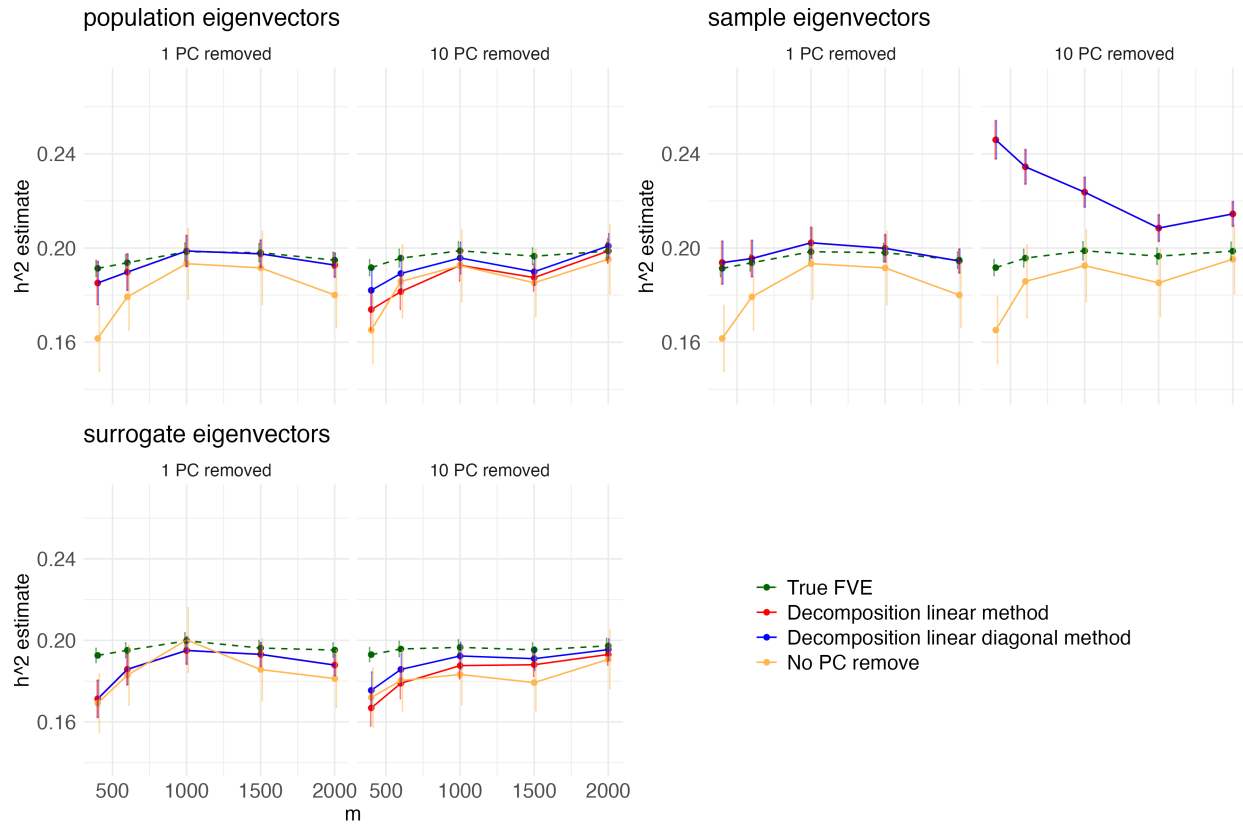 population eigenvectors
1 PC removed
10 PC removed
h^2 estimate
0.24
0.20
0.16
sample eigenvectors
1 PC removed
10 PC removed
h^2 estimate
0.24
0.20
0.16
surrogate eigenvectors
1 PC removed
10 PC removed
h^2 estimate
0.24
0.20
0.16
500 1000 1500 2000 500 1000 1500 2000
m
True FVE
Decomposition linear method
Decomposition linear diagonal method
No PC remove